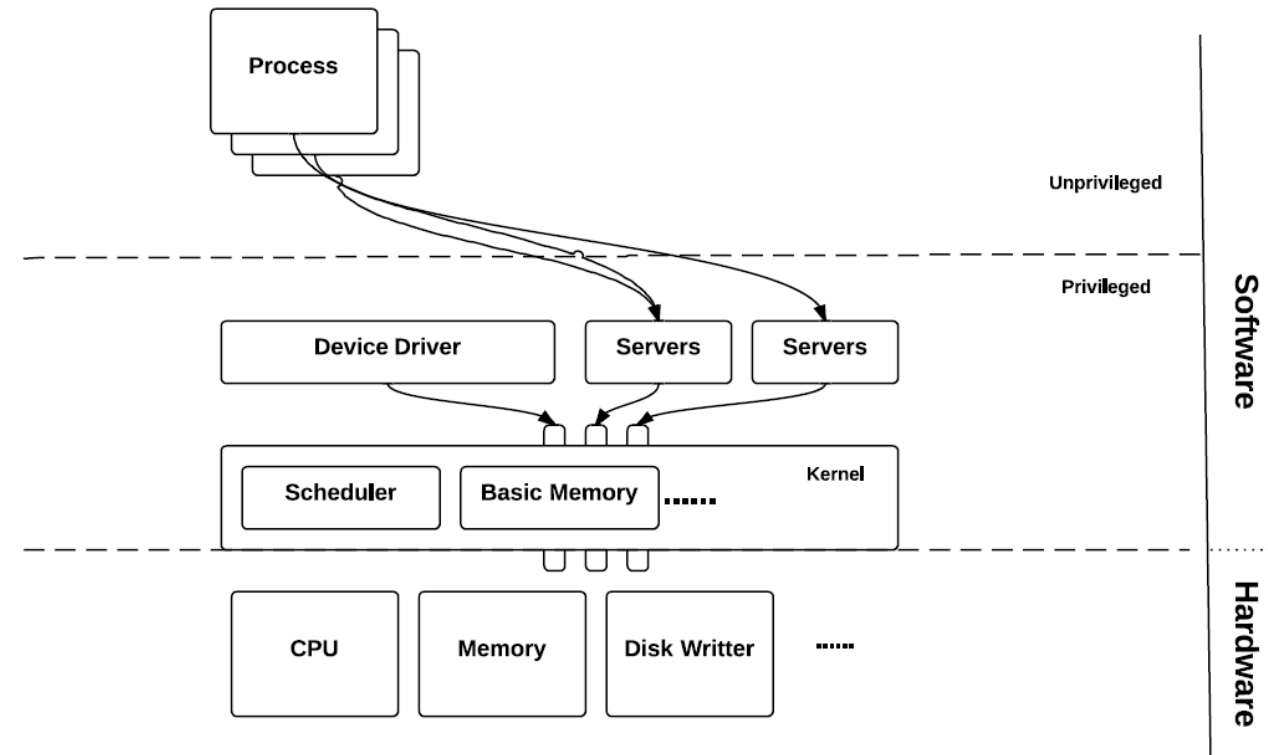 Process
Unprivileged
Privileged
Software
Device Driver
Servers
Servers
Kernel
Scheduler
Basic Memory
......
Hardware
CPU
Memory
Disk Writter
......